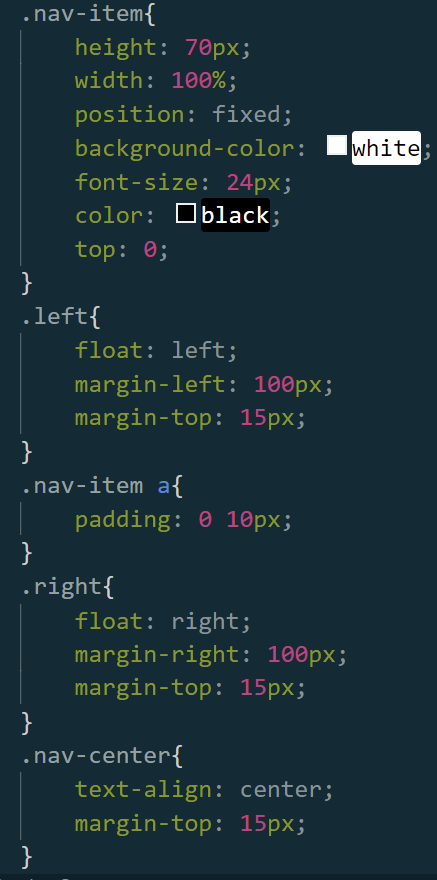 .nav-item{
height: 70px;
width: 100%;
position: fixed;
background-color: white;
font-size: 24px;
color: black;
top: 0;
}
.left{
float: left;
margin-left: 100px;
margin-top: 15px;
}
.nav-item a{
padding: 0 10px;
}
.right{
float: right;
margin-right: 100px;
margin-top: 15px;
}
.nav-center{
text-align: center;
margin-top: 15px;
}